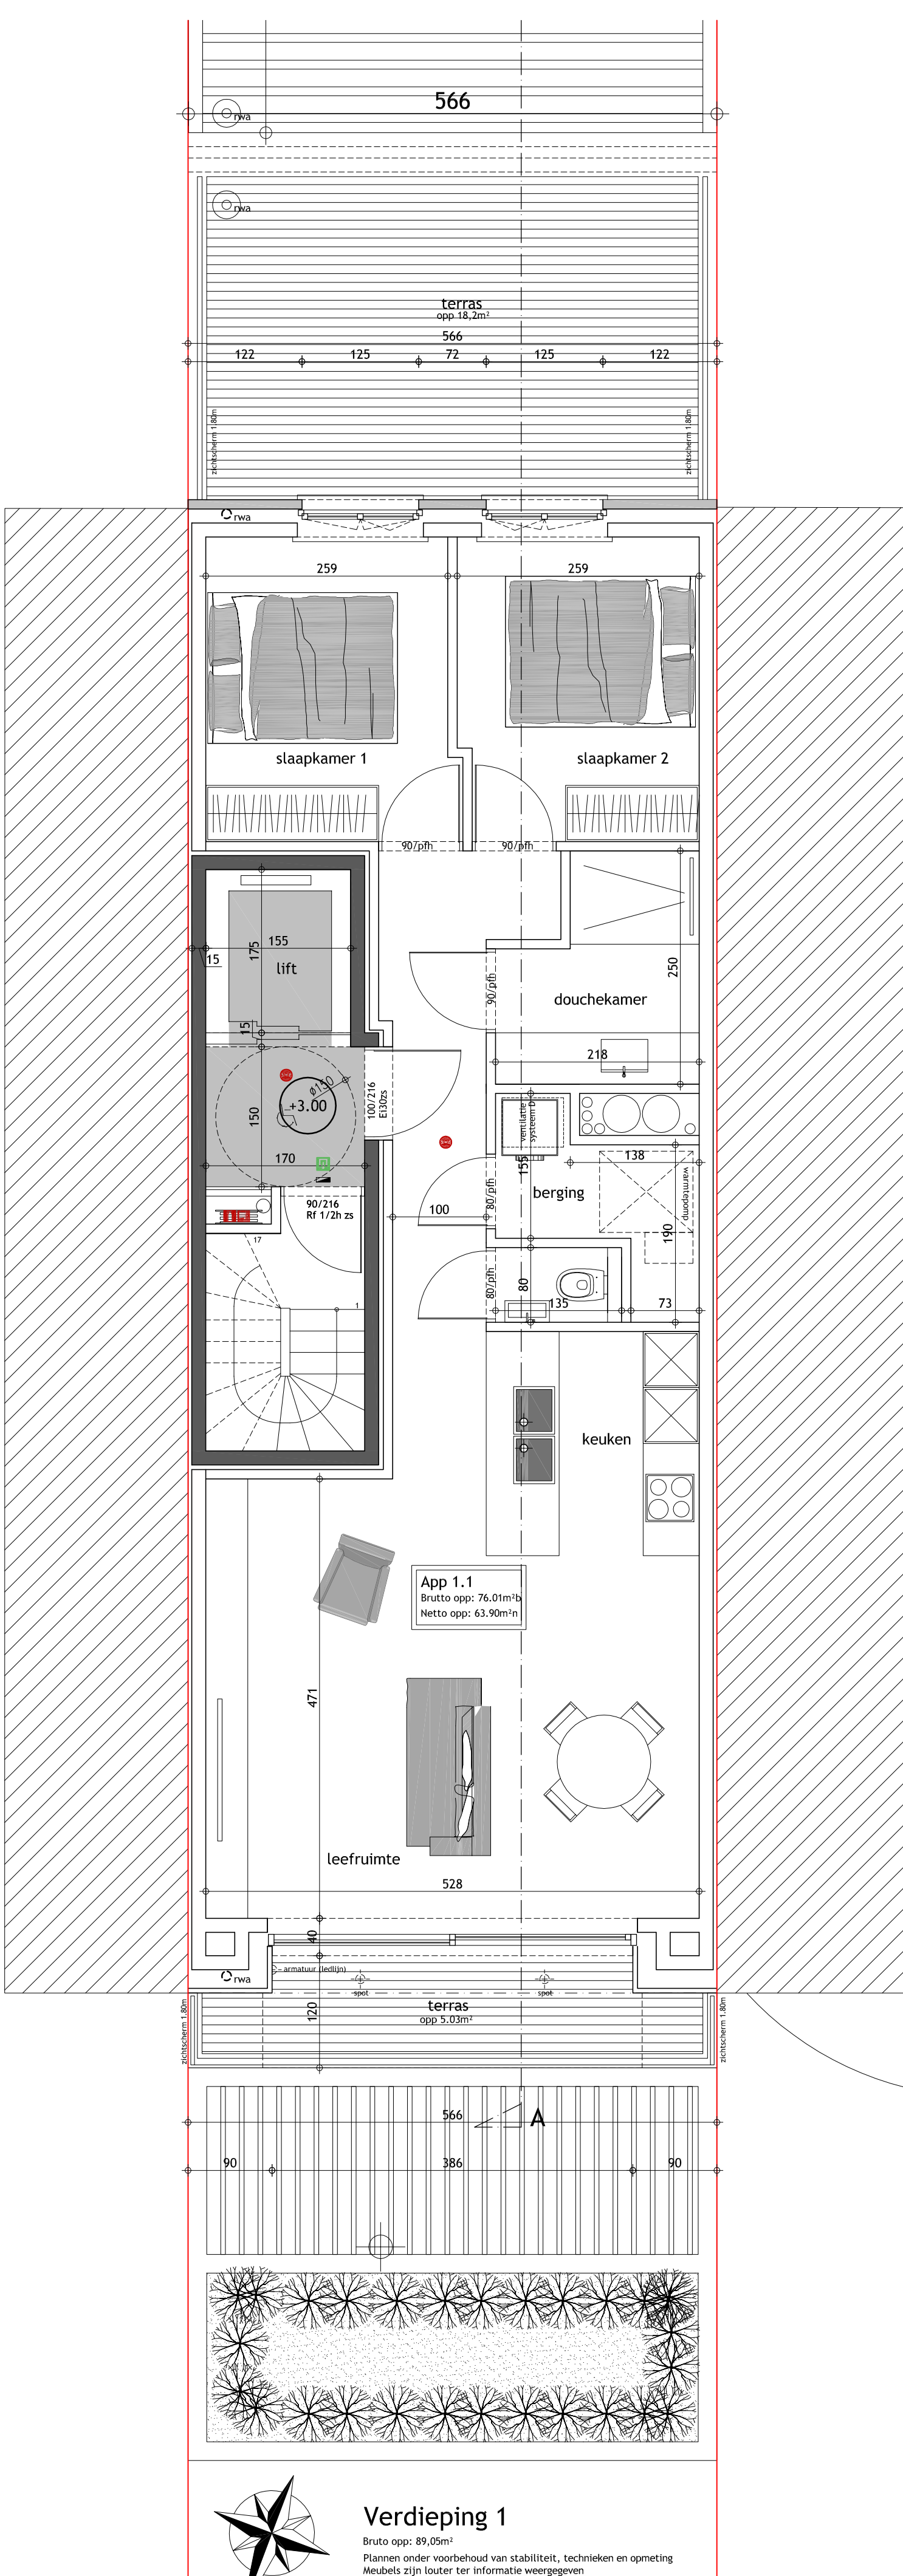 566
rwa
rwa
terras
opp 18,2m²
566
122 125 72 125 122
zichtscherm 1.80m
zichtscherm 1.80m
rwa
259 259
slaapkamer 1
slaapkamer 2
90/pfh
90/pfh
175
155
15
lift
250
90/pfh
douchekamer
15
218
ø150
+3.00
100/216
Ei30zs
150
ventilatie
systeem D
170
155
138
warmtepomp
berging
90/216
Rf 1/2h zs
100
80/pfh
190
17
80/pfh
80
135
73
1
keuken
App 1.1
Brutto opp: 76.01m²b
Netto opp: 63.90m²n
471
leefruimte
528
40
armatuur (ledlijn)
rwa
spot
spot
120
terras
opp 5.03m²
zichtscherm 1.80m
zichtscherm 1.80m
566
A
90 386 90
Verdieping 1
Bruto opp: 89,05m²
Plannen onder voorbehoud van stabiliteit, technieken en opmeting
Meubels zijn louter ter informatie weergegeven